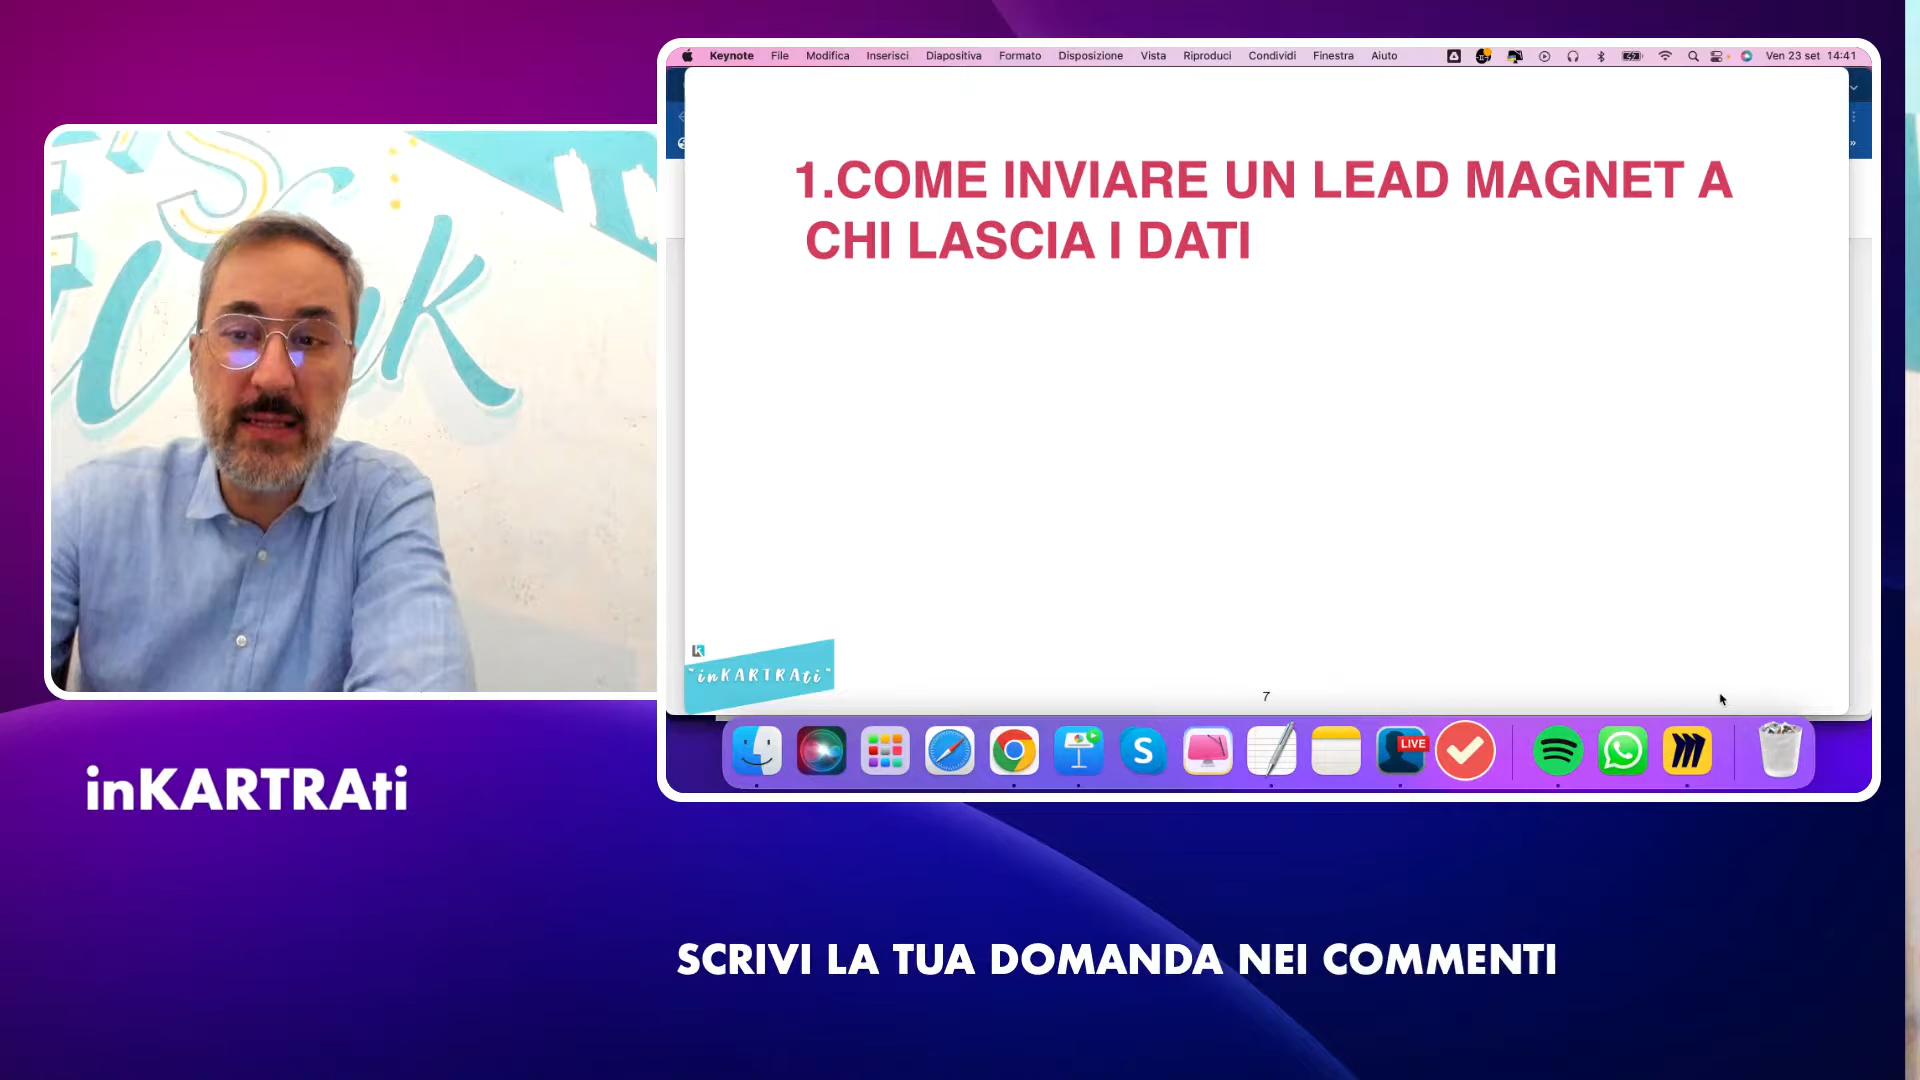 Keynote File Modifica Inserisci Diapositiva Formato Disposizione Vista Riproduci Condividi Finestra Aiuto Ven 23 set 14:41
1.COME INVIARE UN LEAD MAGNET A
CHI LASCIA I DATI
"inKARTRAti"
7
LIVE
inKARTRAti
SCRIVI LA TUA DOMANDA NEI COMMENTI